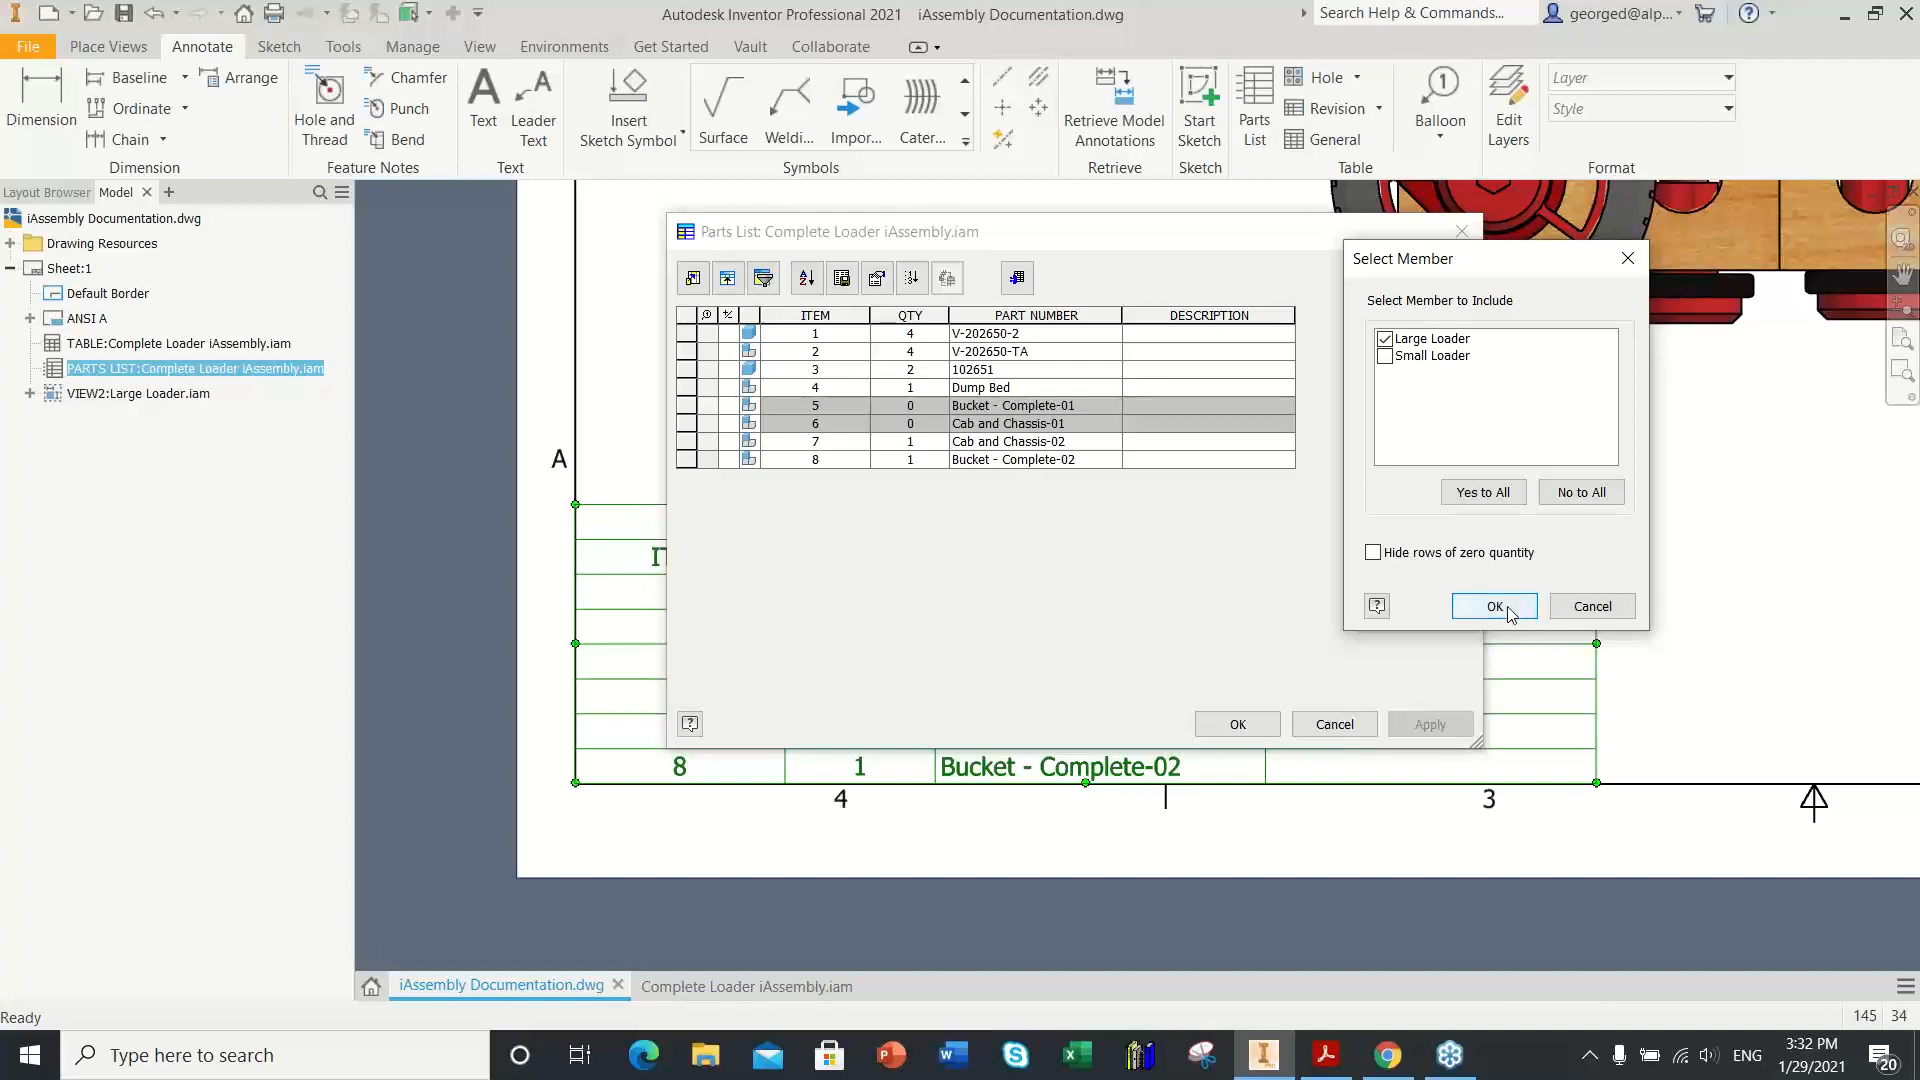 Autodesk Inventor Professional 2021 iAssembly Documentation.dwg
Search Help & Commands...
georged@alp...
File Place Views Annotate Sketch Tools Manage View Environments Get Started Vault Collaborate
Dimension
Baseline
Ordinate
Chain
Arrange
Dimension
Hole and Thread
Chamfer
Punch
Bend
Feature Notes
Text
Leader Text
Text
Insert Sketch Symbol
Surface
Weldi...
Impor...
Cater...
Symbols
Retrieve Model Annotations
Retrieve
Start Sketch
Sketch
Parts List
Hole
Revision
General
Table
1
Balloon
Edit Layers
Layer
Style
Format
Layout Browser Model
iAssembly Documentation.dwg
Drawing Resources
Sheet:1
Default Border
ANSI A
TABLE:Complete Loader iAssembly.iam
PARTS LIST:Complete Loader iAssembly.iam
VIEW2:Large Loader.iam
Parts List: Complete Loader iAssembly.iam
ITEM QTY PART NUMBER DESCRIPTION
1 4 V-202650-2
2 4 V-202650-TA
3 2 102651
4 1 Dump Bed
5 0 Bucket - Complete-01
6 0 Cab and Chassis-01
7 1 Cab and Chassis-02
8 1 Bucket - Complete-02
OK Cancel Apply
Select Member
Select Member to Include
Large Loader
Small Loader
Yes to All No to All
Hide rows of zero quantity
OK Cancel
A
8 1 Bucket - Complete-02
4 3
iAssembly Documentation.dwg Complete Loader iAssembly.iam
Ready
145 34
Type here to search
ENG
3:32 PM
1/29/2021
20